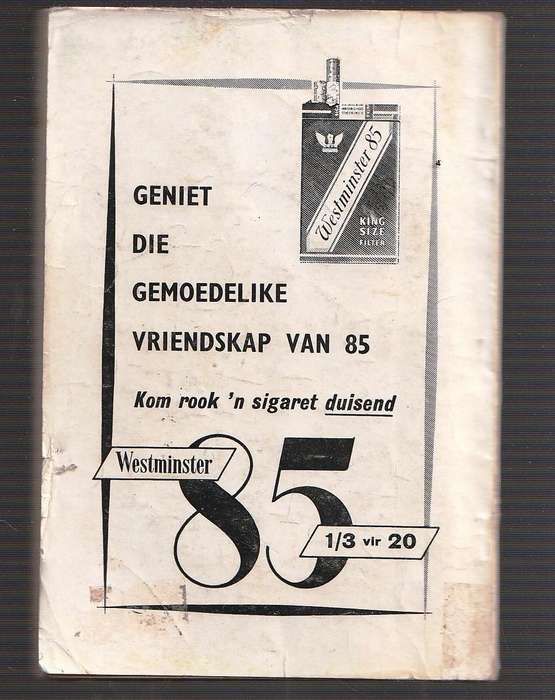 Westminster 85
KING
SIZE
FILTER
GENIET
DIE
GEMOEDELIKE
VRIENDSKAP VAN 85
Kom rook 'n sigaret duisend
Westminster
85
1/3 vir 20